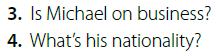 3. Is Michael on business?
4. What's his nationality?